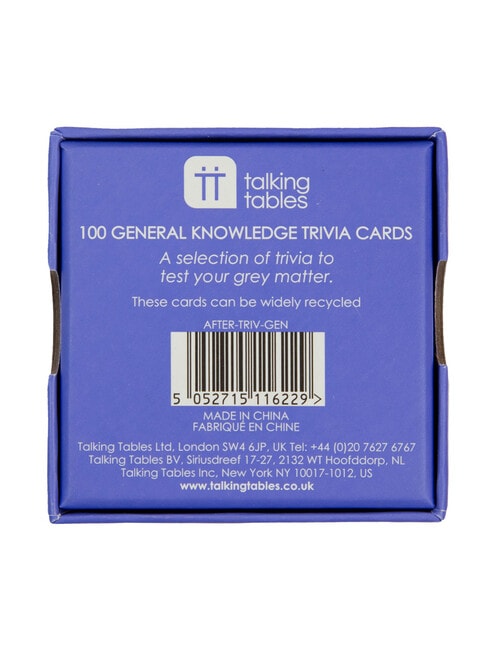 talking
tables
100 GENERAL KNOWLEDGE TRIVIA CARDS
A selection of trivia to
test your grey matter.
These cards can be widely recycled
AFTER-TRIV-GEN
5 052715 116229 >
MADE IN CHINA
FABRIQUÉ EN CHINE
Talking Tables Ltd. London SW4 6JP, UK Tel: +44 (0)20 7627 6767
Talking Tables BV, Siriusdreef 17-27, 2132 WT Hoofddorp, NL
Talking Tables Inc, New York NY 10017-1012, US
www.talkingtables.co.uk